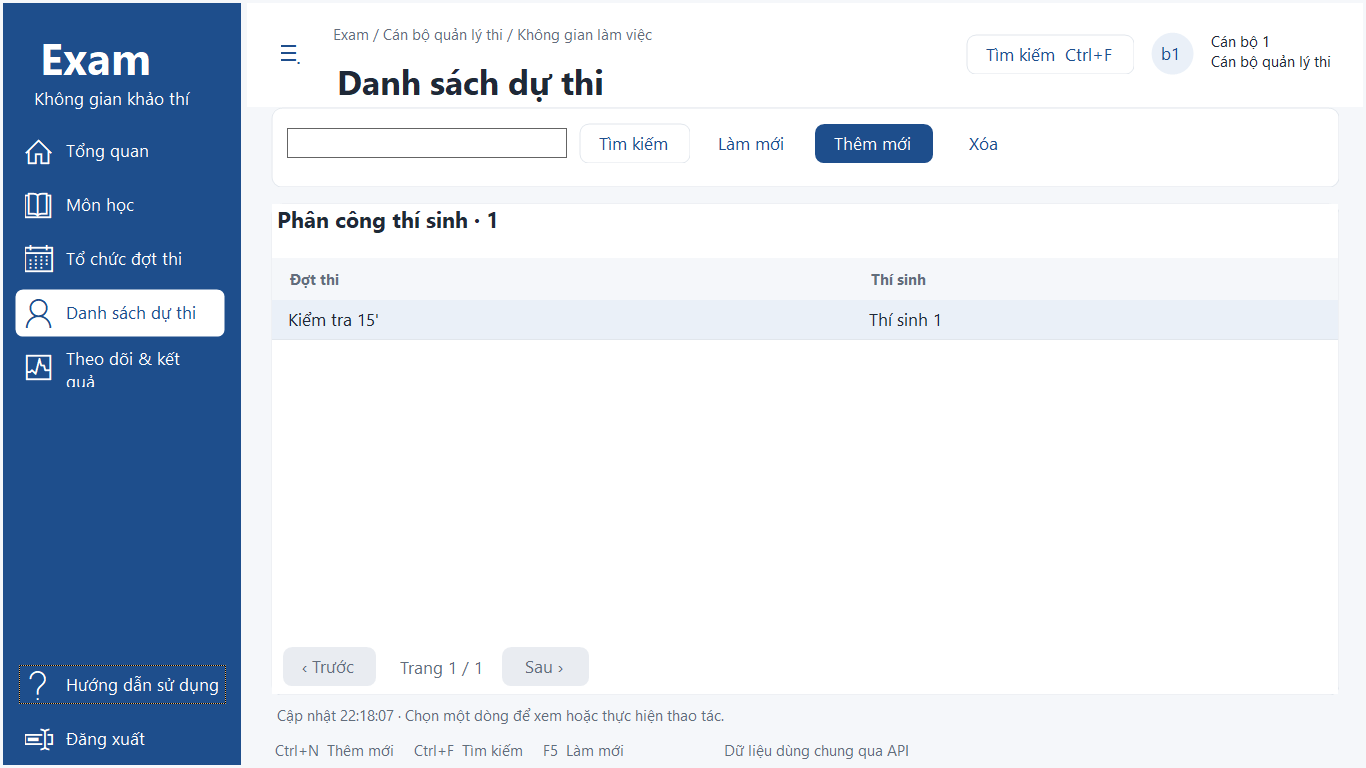 Exam
Không gian khảo thí
Tổng quan
Môn học
Tổ chức đợt thi
Danh sách dự thi
Theo dõi & kết
quả
Hướng dẫn sử dụng
Đăng xuất
Exam / Cán bộ quản lý thi / Không gian làm việc
Danh sách dự thi
Tìm kiếm Ctrl+F
b1
Cán bộ 1
Cán bộ quản lý thi
Tìm kiếm Làm mới Thêm mới Xóa
Phân công thí sinh · 1
Đợt thi Thí sinh
Kiểm tra 15' Thí sinh 1
‹ Trước Trang 1 / 1 Sau ›
Cập nhật 22:18:07 · Chọn một dòng để xem hoặc thực hiện thao tác.
Ctrl+N Thêm mới Ctrl+F Tìm kiếm F5 Làm mới Dữ liệu dùng chung qua API